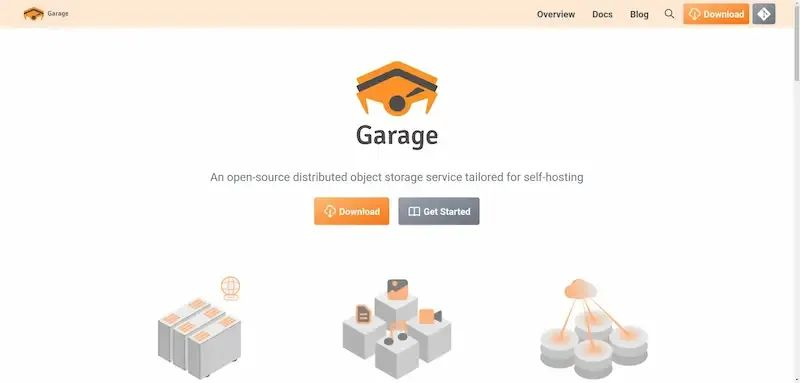 Garage
Overview Docs Blog Download
Garage
An open-source distributed object storage service tailored for self-hosting
Download Get Started